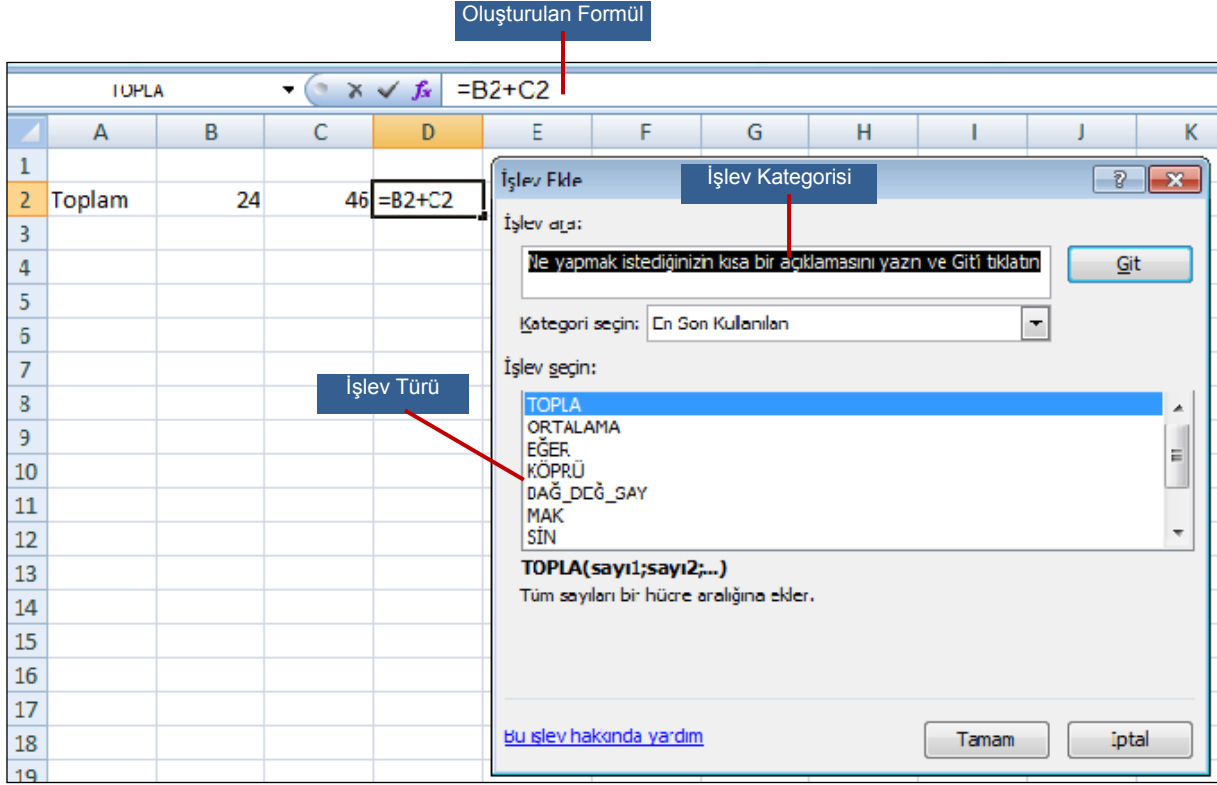 Oluşturulan Formül
TOPLA =B2+C2
A B C D E F G H I J K
1
2 Toplam 24 46 =B2+C2
3
4
5
6
7
8
9
10
11
12
13
14
15
16
17
18
19
İşlev Ekle
İşlev Kategorisi
İşlev ara:
Ne yapmak istediğinizin kısa bir açıklamasını yazın ve Git'i tıklatın
Git
Kategori seçin: En Son Kullanılan
İşlev seçin:
İşlev Türü
TOPLA
ORTALAMA
EĞER
KÖPRÜ
BAĞ_DEĞ_SAY
MAK
SİN
TOPLA(sayı1;sayı2;...)
Tüm sayıları bir hücre aralığına ekler.
Bu işlev hakkında yardım
Tamam
İptal